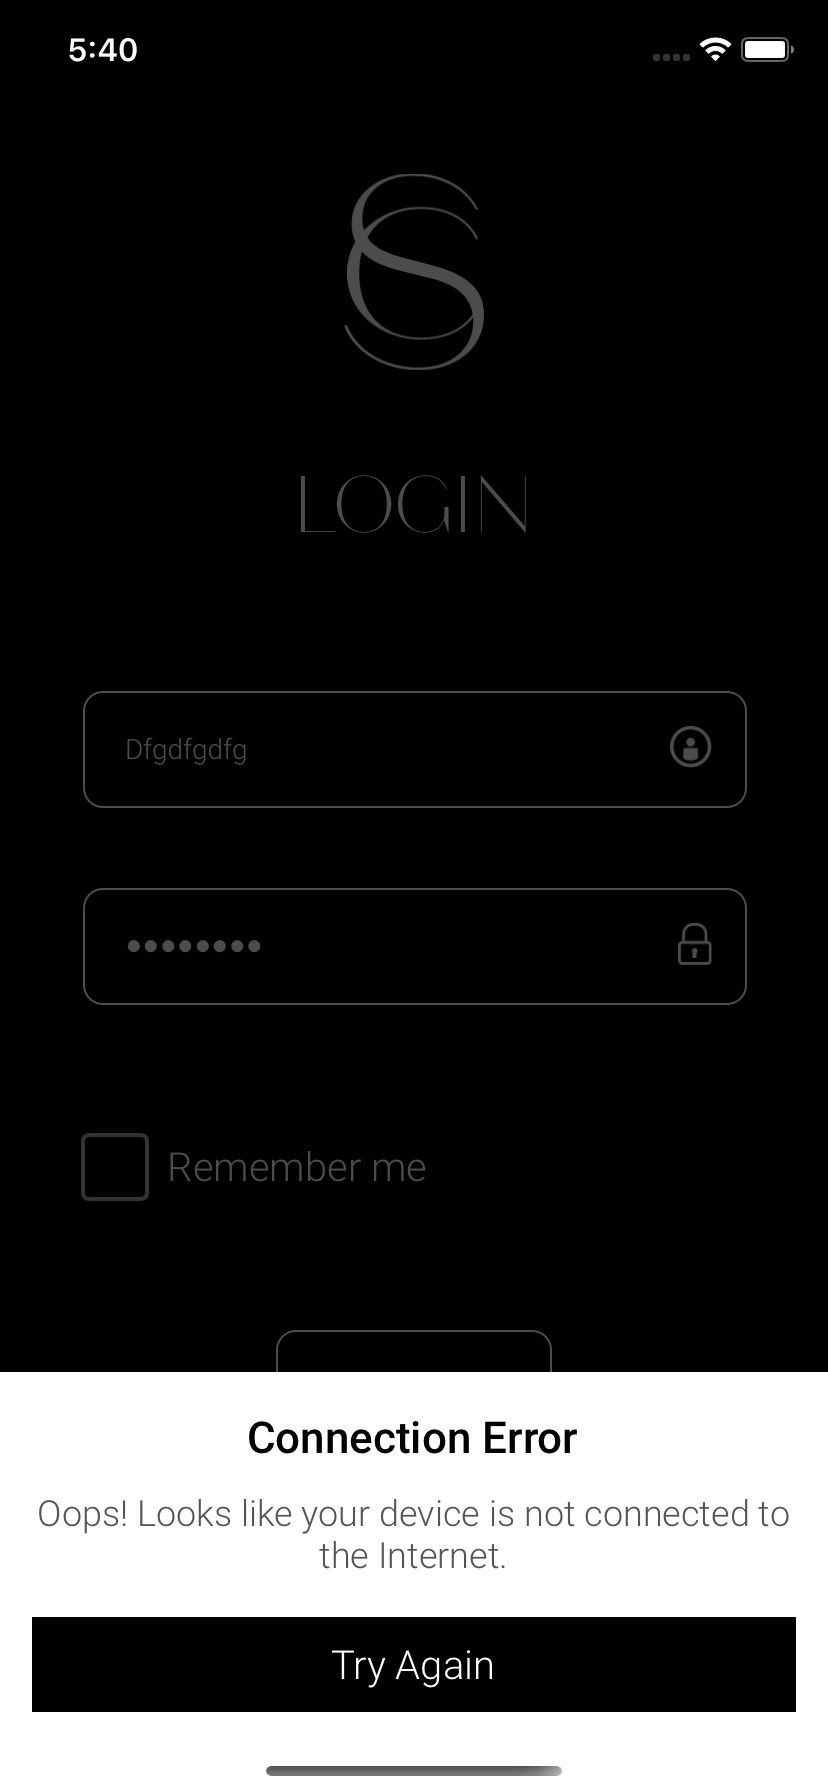 5:40
SC
LOGIN
Dfgdfgdfg
••••••••
Remember me
Connection Error
Oops! Looks like your device is not connected to
the Internet.
Try Again